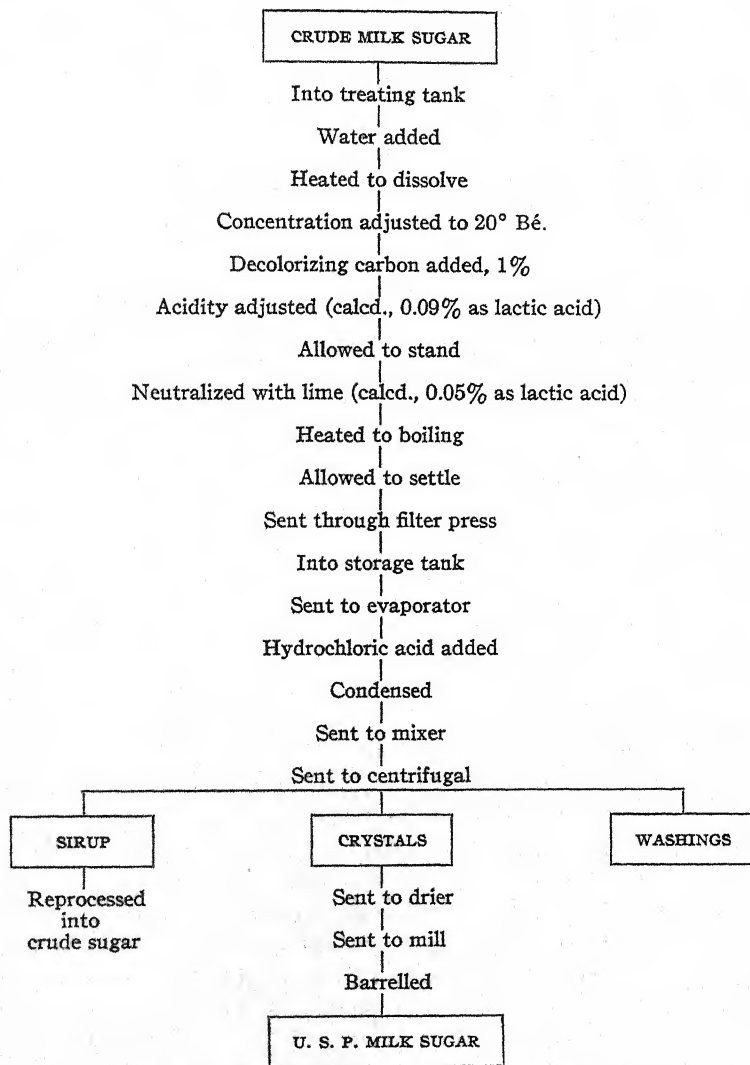 CRUDE MILK SUGAR
Into treating tank
Water added
Heated to dissolve
Concentration adjusted to 20° Bé.
Decolorizing carbon added, 1%
Acidity adjusted (calcd., 0.09% as lactic acid)
Allowed to stand
Neutralized with lime (calcd., 0.05% as lactic acid)
Heated to boiling
Allowed to settle
Sent through filter press
Into storage tank
Sent to evaporator
Hydrochloric acid added
Condensed
Sent to mixer
Sent to centrifugal
SIRUP
Reprocessed
into
crude sugar
CRYSTALS
Sent to drier
Sent to mill
Barrelled
U. S. P. MILK SUGAR
WASHINGS